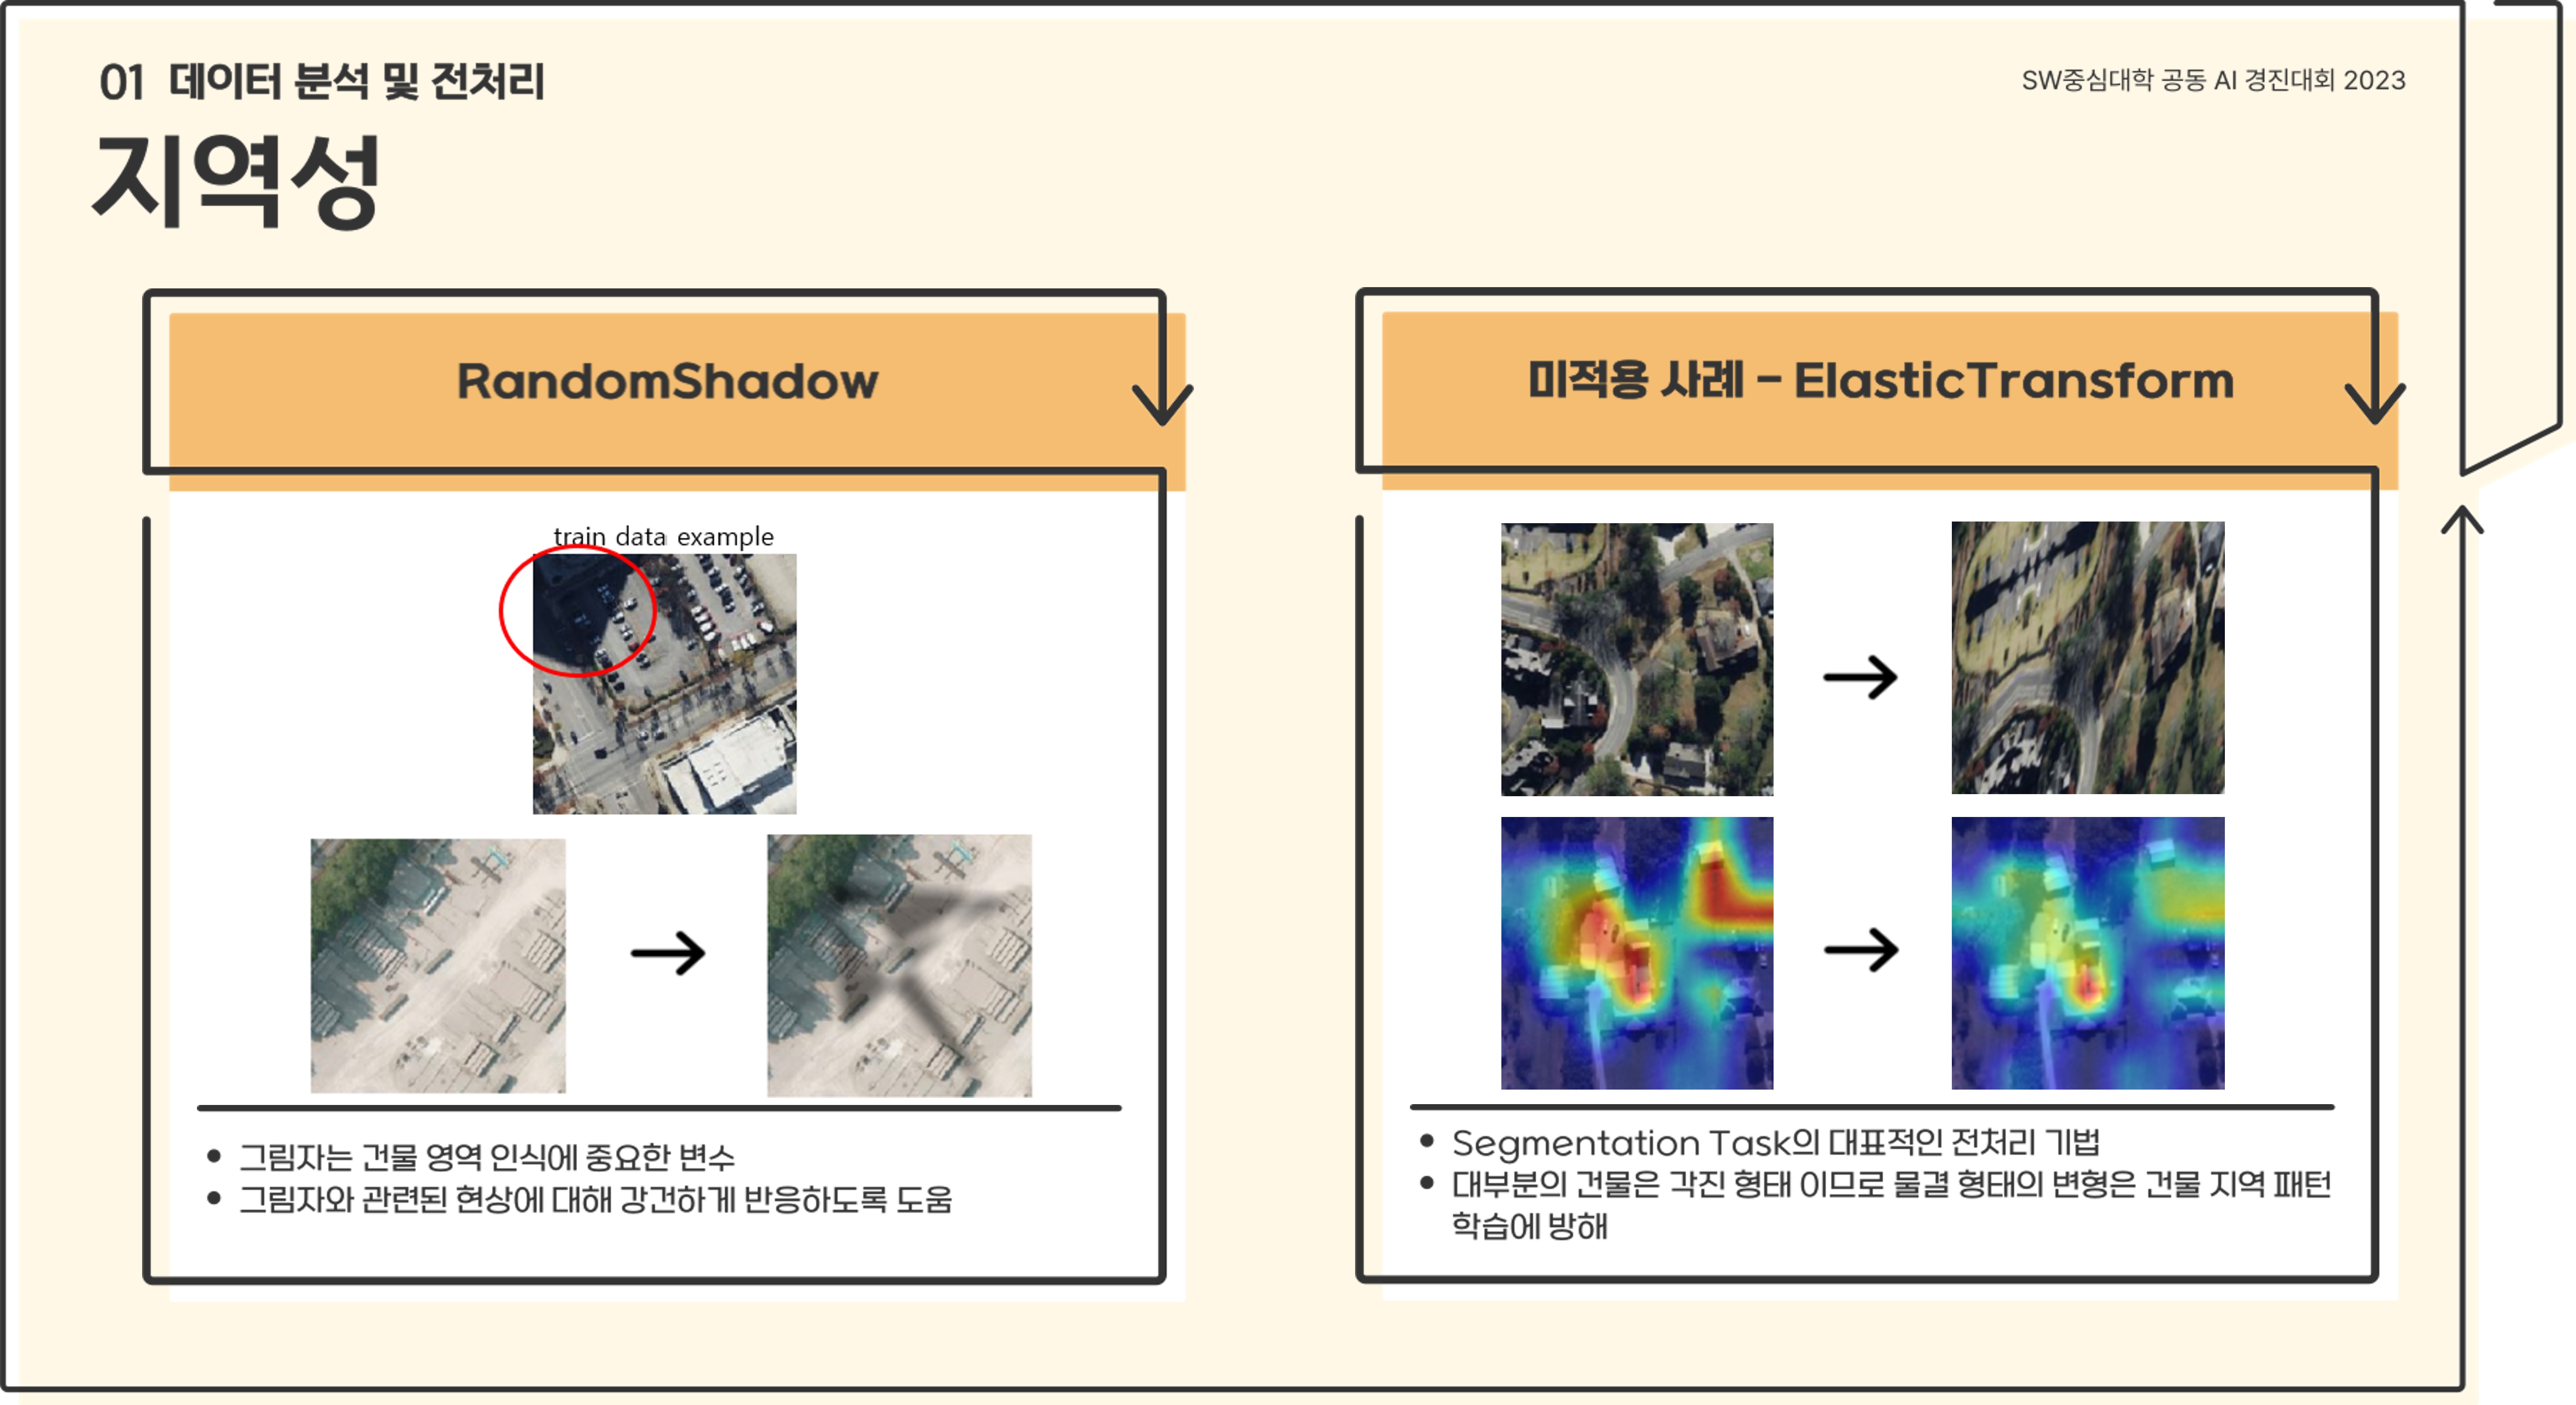 01 데이터 분석 및 전처리
SW중심대학 공동 AI 경진대회 2023
지역성
RandomShadow
train data example
• 그림자는 건물 영역 인식에 중요한 변수
• 그림자와 관련된 현상에 대해 강건하게 반응하도록 도움
미적용 사례 - ElasticTransform
• Segmentation Task의 대표적인 전처리 기법
• 대부분의 건물은 각진 형태 이므로 물결 형태의 변형은 건물 지역 패턴
학습에 방해